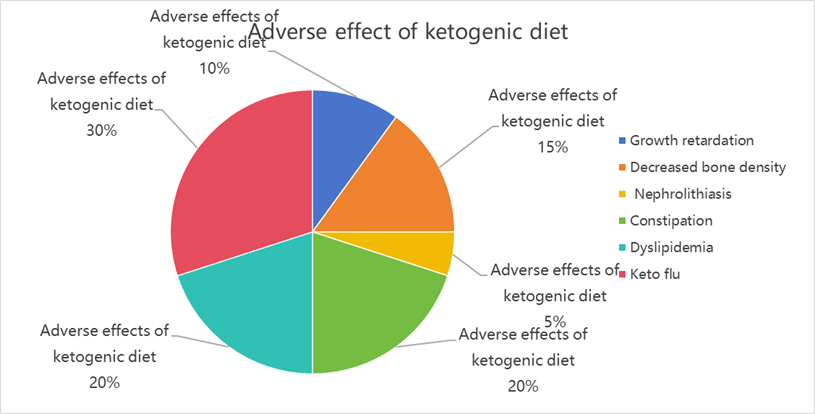 Adverse effect of ketogenic diet
Adverse effects of
ketogenic diet
10%
Adverse effects of
ketogenic diet
15%
Adverse effects of
ketogenic diet
5%
Adverse effects of
ketogenic diet
20%
Adverse effects of
ketogenic diet
20%
Adverse effects of
ketogenic diet
30%
Growth retardation
Decreased bone density
Nephrolithiasis
Constipation
Dyslipidemia
Keto flu